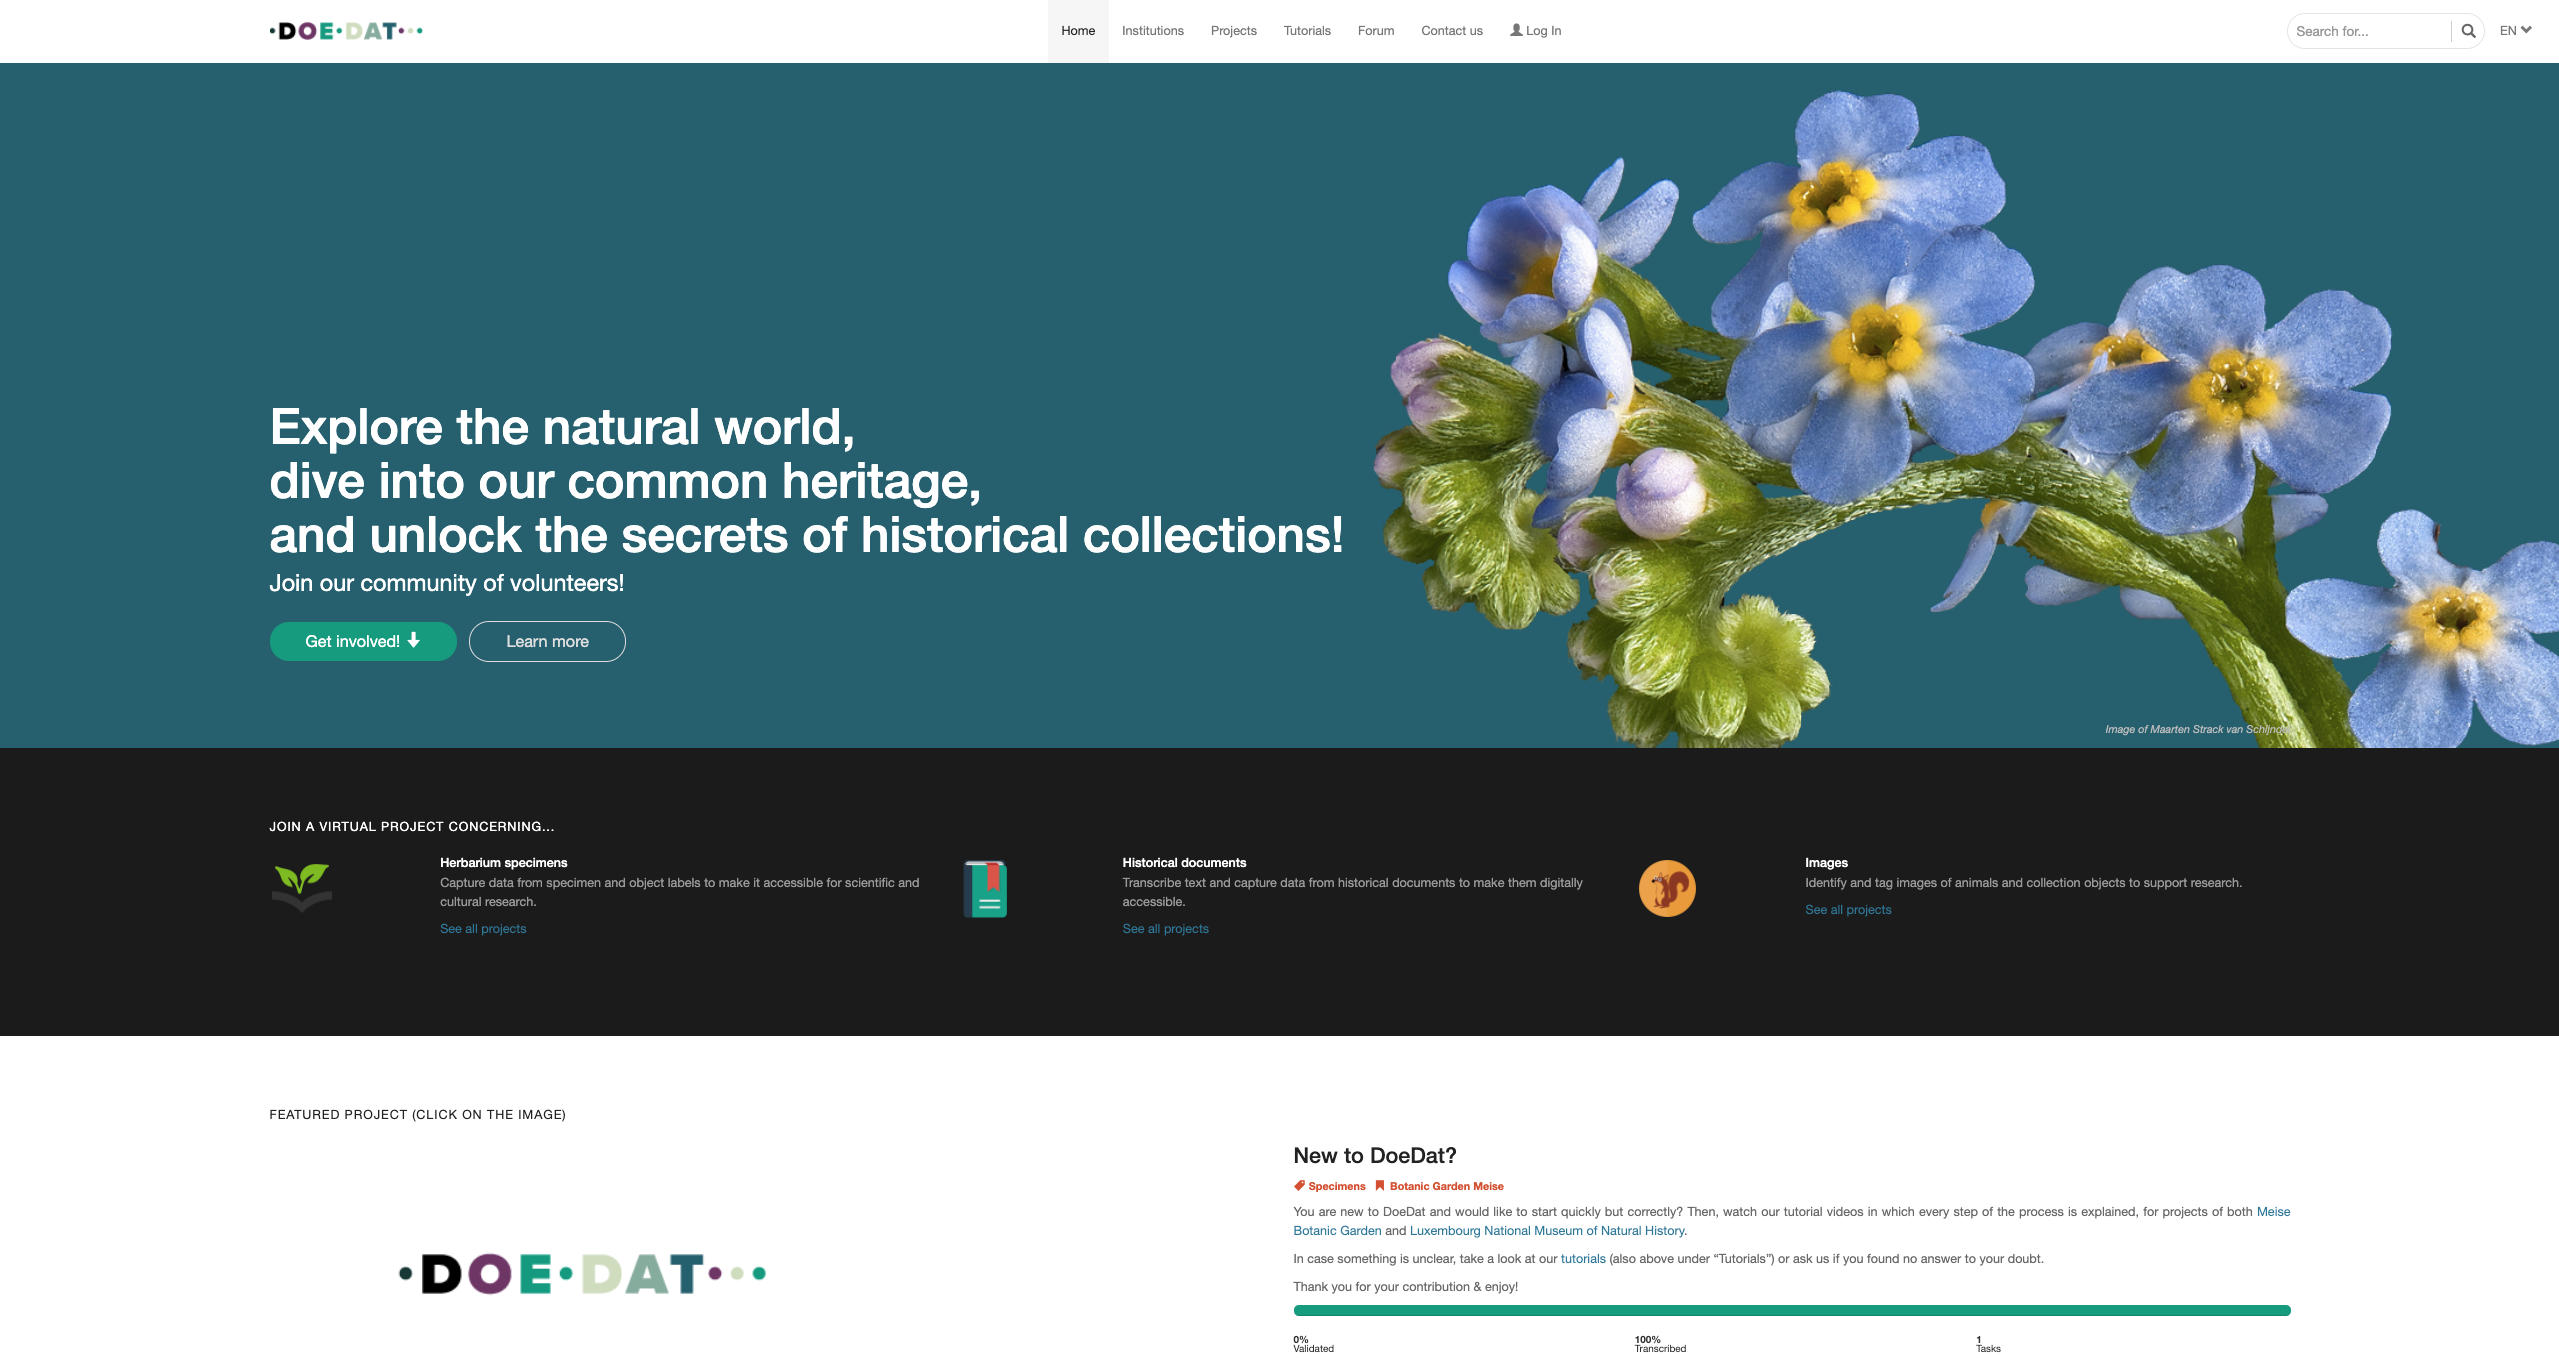 •DOE•DAT•••
Home
Institutions
Projects
Tutorials
Forum
Contact us
Log In
Search for...
EN
Explore the natural world,
dive into our common heritage,
and unlock the secrets of historical collections!
Join our community of volunteers!
Get involved!
Learn more
Image of Maarten Strack van
JOIN A VIRTUAL PROJECT CONCERNING...
Herbarium specimens
Capture data from specimen and object labels to make it accessible for scientific and
cultural research.
See all projects
Historical documents
Transcribe text and capture data from historical documents to make them digitally
accessible.
See all projects
Images
Identify and tag images of animals and collection objects to support research.
See all projects
FEATURED PROJECT (CLICK ON THE IMAGE)
•DOE•DAT•••
New to DoeDat?
Specimens Botanic Garden Meise
You are new to DoeDat and would like to start quickly but correctly? Then, watch our tutorial videos in which every step of the process is explained, for projects of both Meise
Botanic Garden and Luxembourg National Museum of Natural History.
In case something is unclear, take a look at our tutorials (also above under “Tutorials”) or ask us if you found no answer to your doubt.
Thank you for your contribution & enjoy!
0%
Validated
100%
Transcribed
1
Tasks